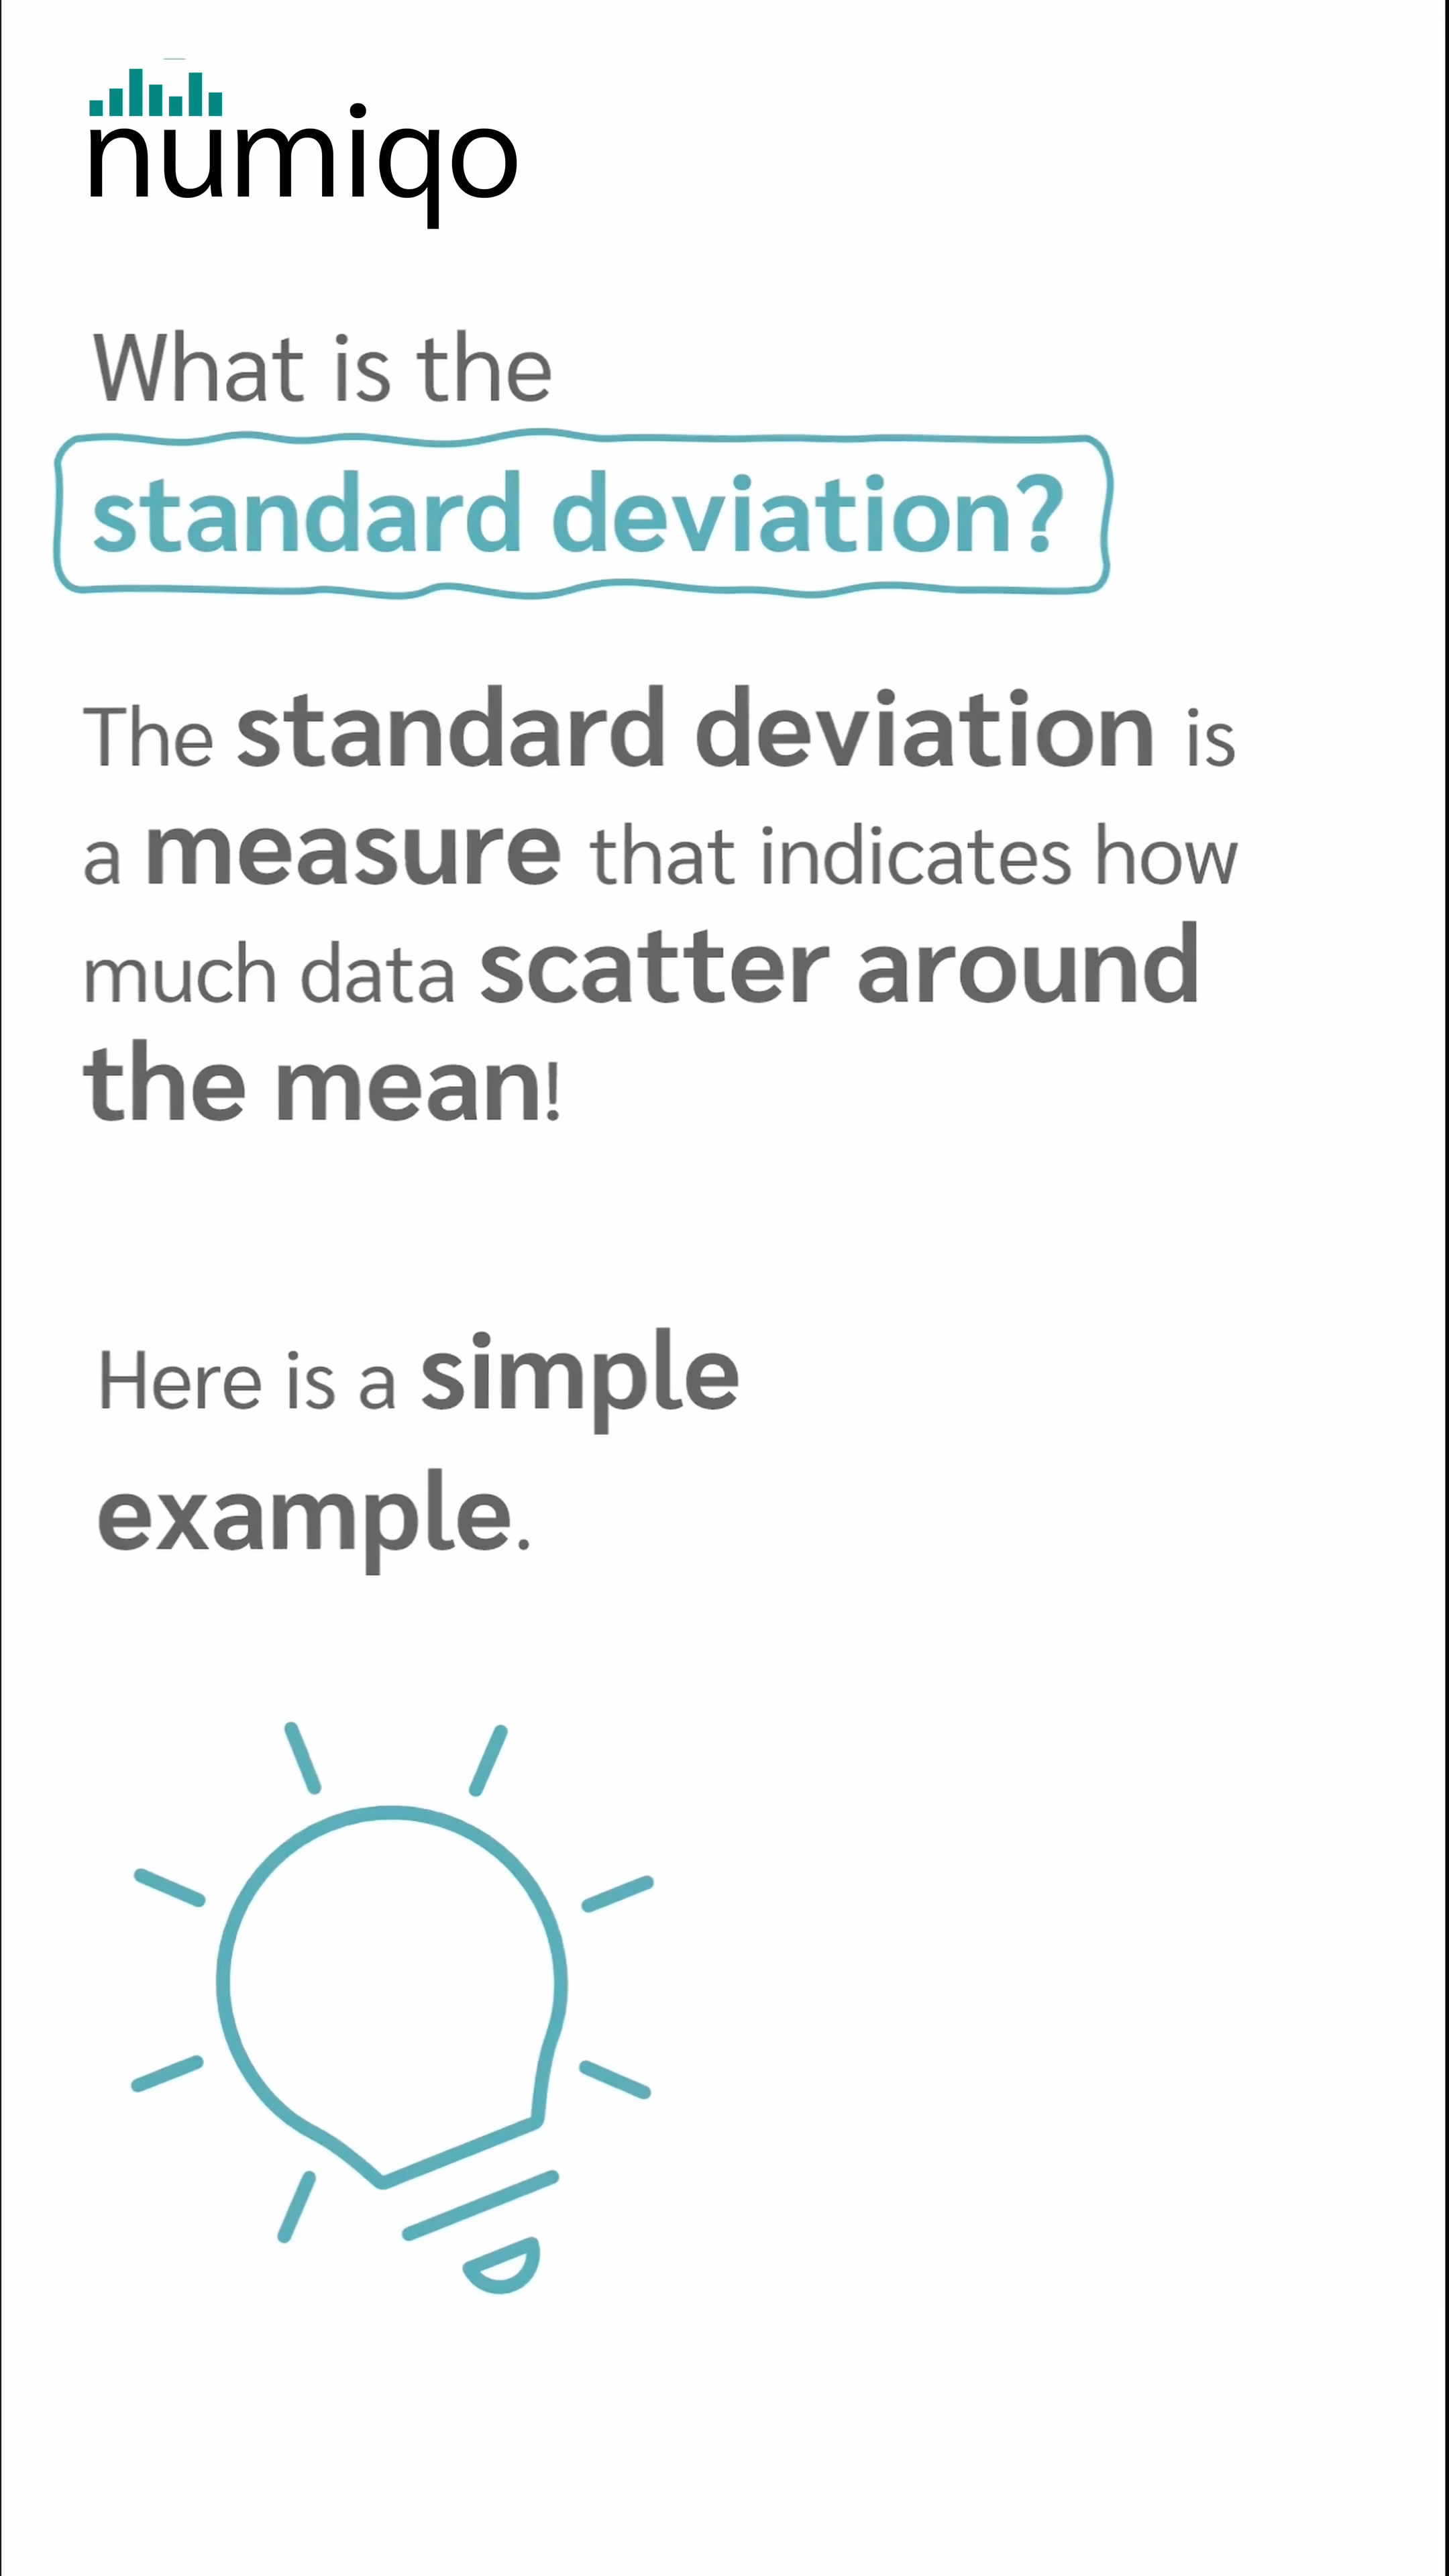 numiqo
What is the
standard deviation?
The standard deviation is
a measure that indicates how
much data scatter around
the mean!
Here is a simple
example.